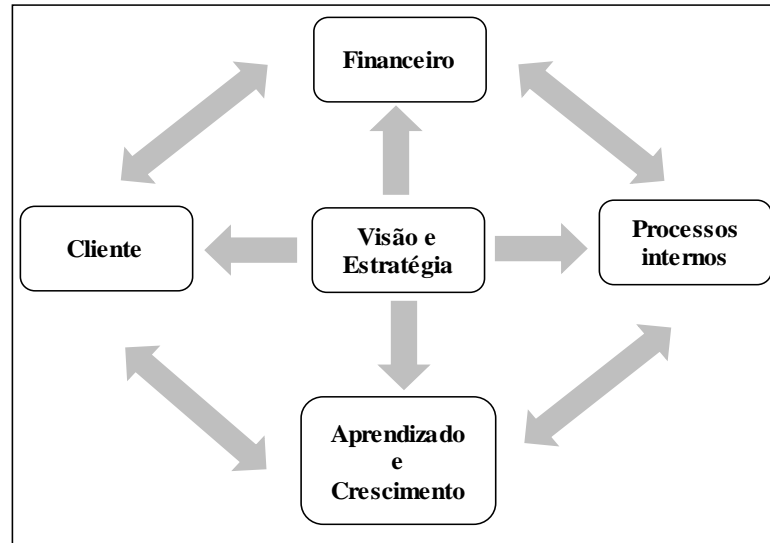 Financeiro
Cliente
Visão e
Estratégia
Processos
internos
Aprendizado
e
Crescimento